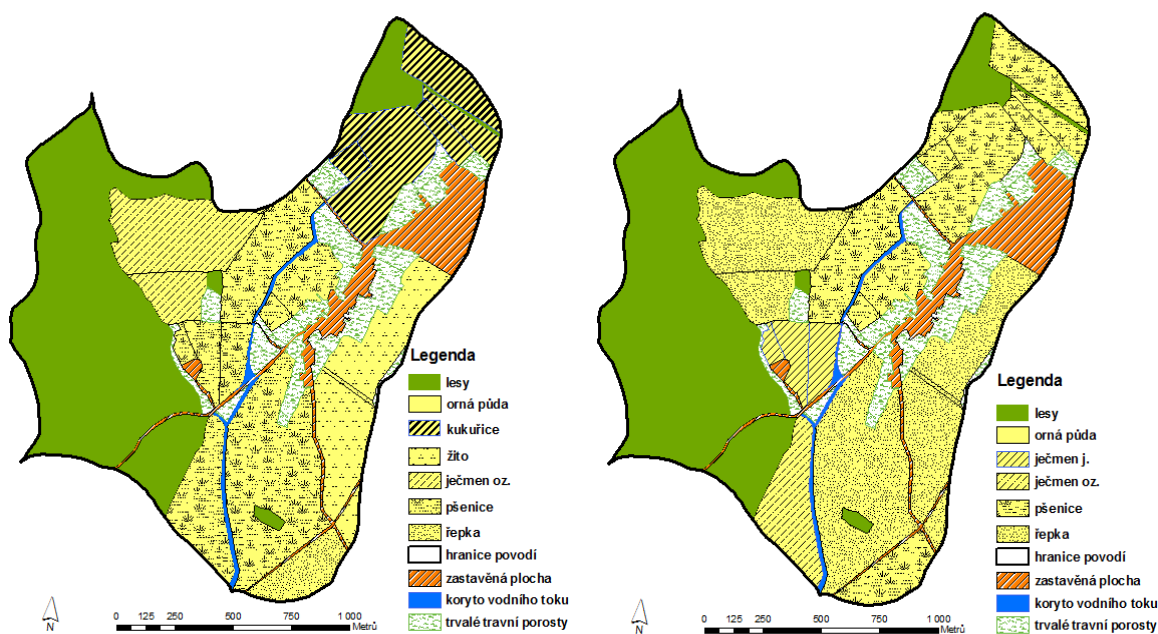 Legenda
lesy
orná půda
kukuřice
žito
ječmen oz.
pšenice
řepka
hranice povodí
zastavěná plocha
koryto vodního toku
trvalé travní porosty
N
0 125 250 500 750 1 000
Metrů
Legenda
lesy
orná půda
ječmen j.
ječmen oz.
pšenice
řepka
hranice povodí
zastavěná plocha
koryto vodního toku
trvalé travní porosty
N
0 125 250 500 750 1 000
Metrů